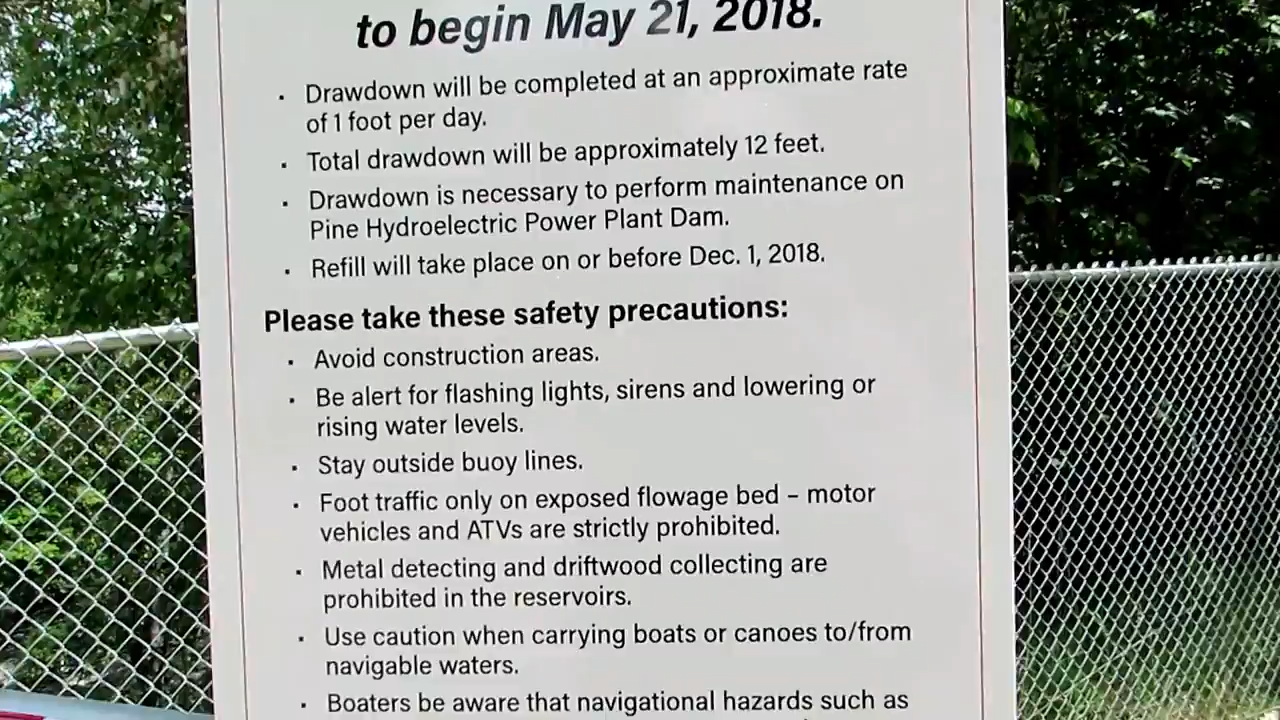 to begin May 21, 2018.
· Drawdown will be completed at an approximate rate
of 1 foot per day.
· Total drawdown will be approximately 12 feet.
· Drawdown is necessary to perform maintenance on
Pine Hydroelectric Power Plant Dam.
· Refill will take place on or before Dec. 1, 2018.
Please take these safety precautions:
· Avoid construction areas.
· Be alert for flashing lights, sirens and lowering or
rising water levels.
· Stay outside buoy lines.
· Foot traffic only on exposed flowage bed – motor
vehicles and ATVs are strictly prohibited.
· Metal detecting and driftwood collecting are
prohibited in the reservoirs.
· Use caution when carrying boats or canoes to/from
navigable waters.
· Boaters be aware that navigational hazards such as